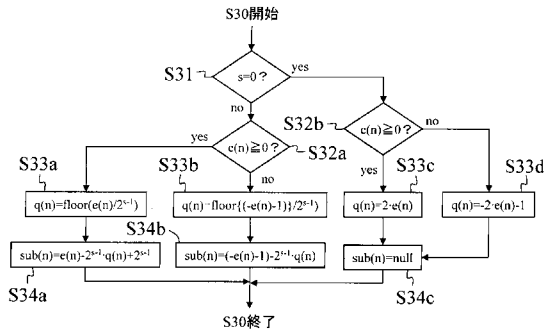 S30開始
S31
s=0?
yes
no
S32b
c(n)≧0?
no
yes
c(n)≧0?
S32a
yes
no
S33a
S33b
S33c
S33d
q(n)=floor(e(n)/2^{s-1})
q(n)=floor{(-e(n)-1)}/2^{s-1})
q(n)=2·e(n)
q(n)=-2·e(n)-1
S34b
sub(n)=e(n)-2^{s-1}·q(n)+2^{s-1}
sub(n)=(-e(n)-1)-2^{s-1}·q(n)
sub(n)=null
S34a
S34c
S30終了